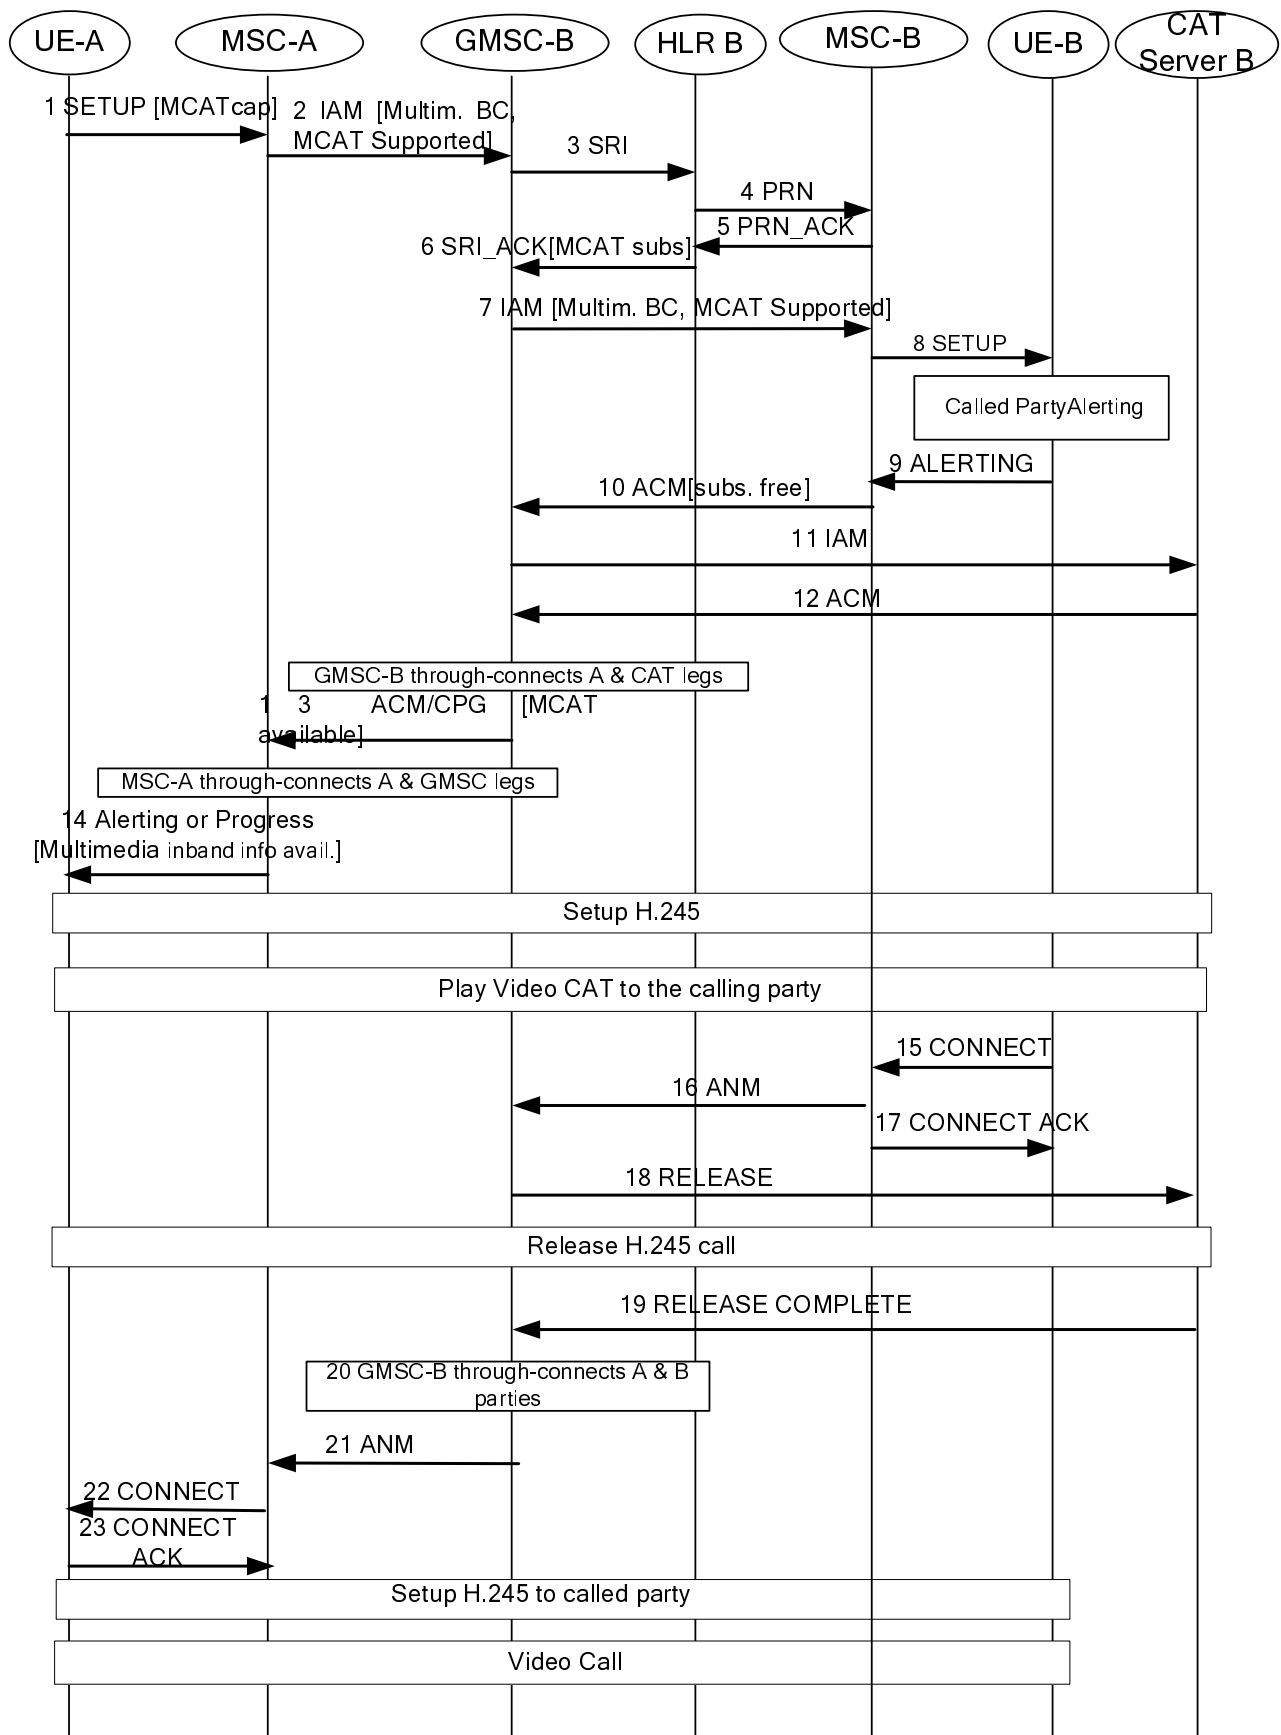 UE-A
MSC-A
GMSC-B
HLR B
MSC-B
UE-B
CAT
Server B
1 SETUP [MCATcap]
2 IAM [Multim. BC,
MCAT Supported]
3 SRI
4 PRN
5 PRN_ACK
6 SRI_ACK[MCAT subs]
7 IAM [Multim. BC, MCAT Supported]
8 SETUP
Called PartyAlerting
9 ALERTING
10 ACM[subs. free]
11 IAM
12 ACM
GMSC-B through-connects A & CAT legs
1 3 ACM/CPG [MCAT
available]
MSC-A through-connects A & GMSC legs
14 Alerting or Progress
[Multimedia inband info avail.]
Setup H.245
Play Video CAT to the calling party
15 CONNECT
16 ANM
17 CONNECT ACK
18 RELEASE
Release H.245 call
19 RELEASE COMPLETE
20 GMSC-B through-connects A & B
parties
21 ANM
22 CONNECT
23 CONNECT
ACK
Setup H.245 to called party
Video Call